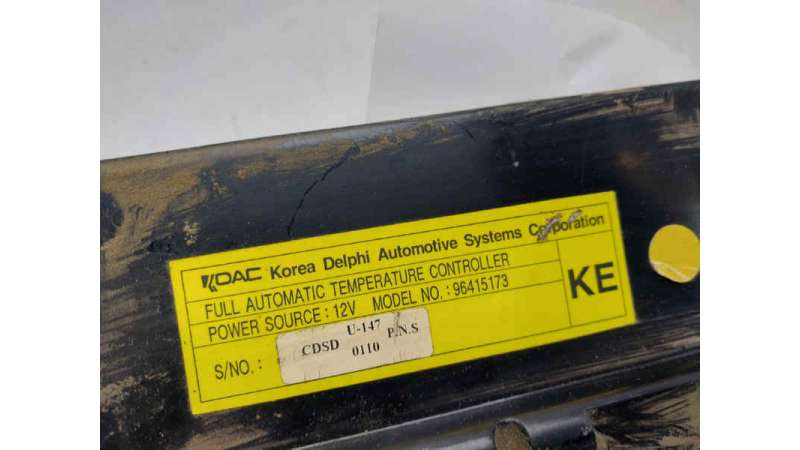 KDAC Korea Delphi Automotive Systems Corporation
FULL AUTOMATIC TEMPERATURE CONTROLLER
POWER SOURCE : 12V MODEL NO. : 96415173
KE
S/NO. : CDSD U-147 P.N.S
0110